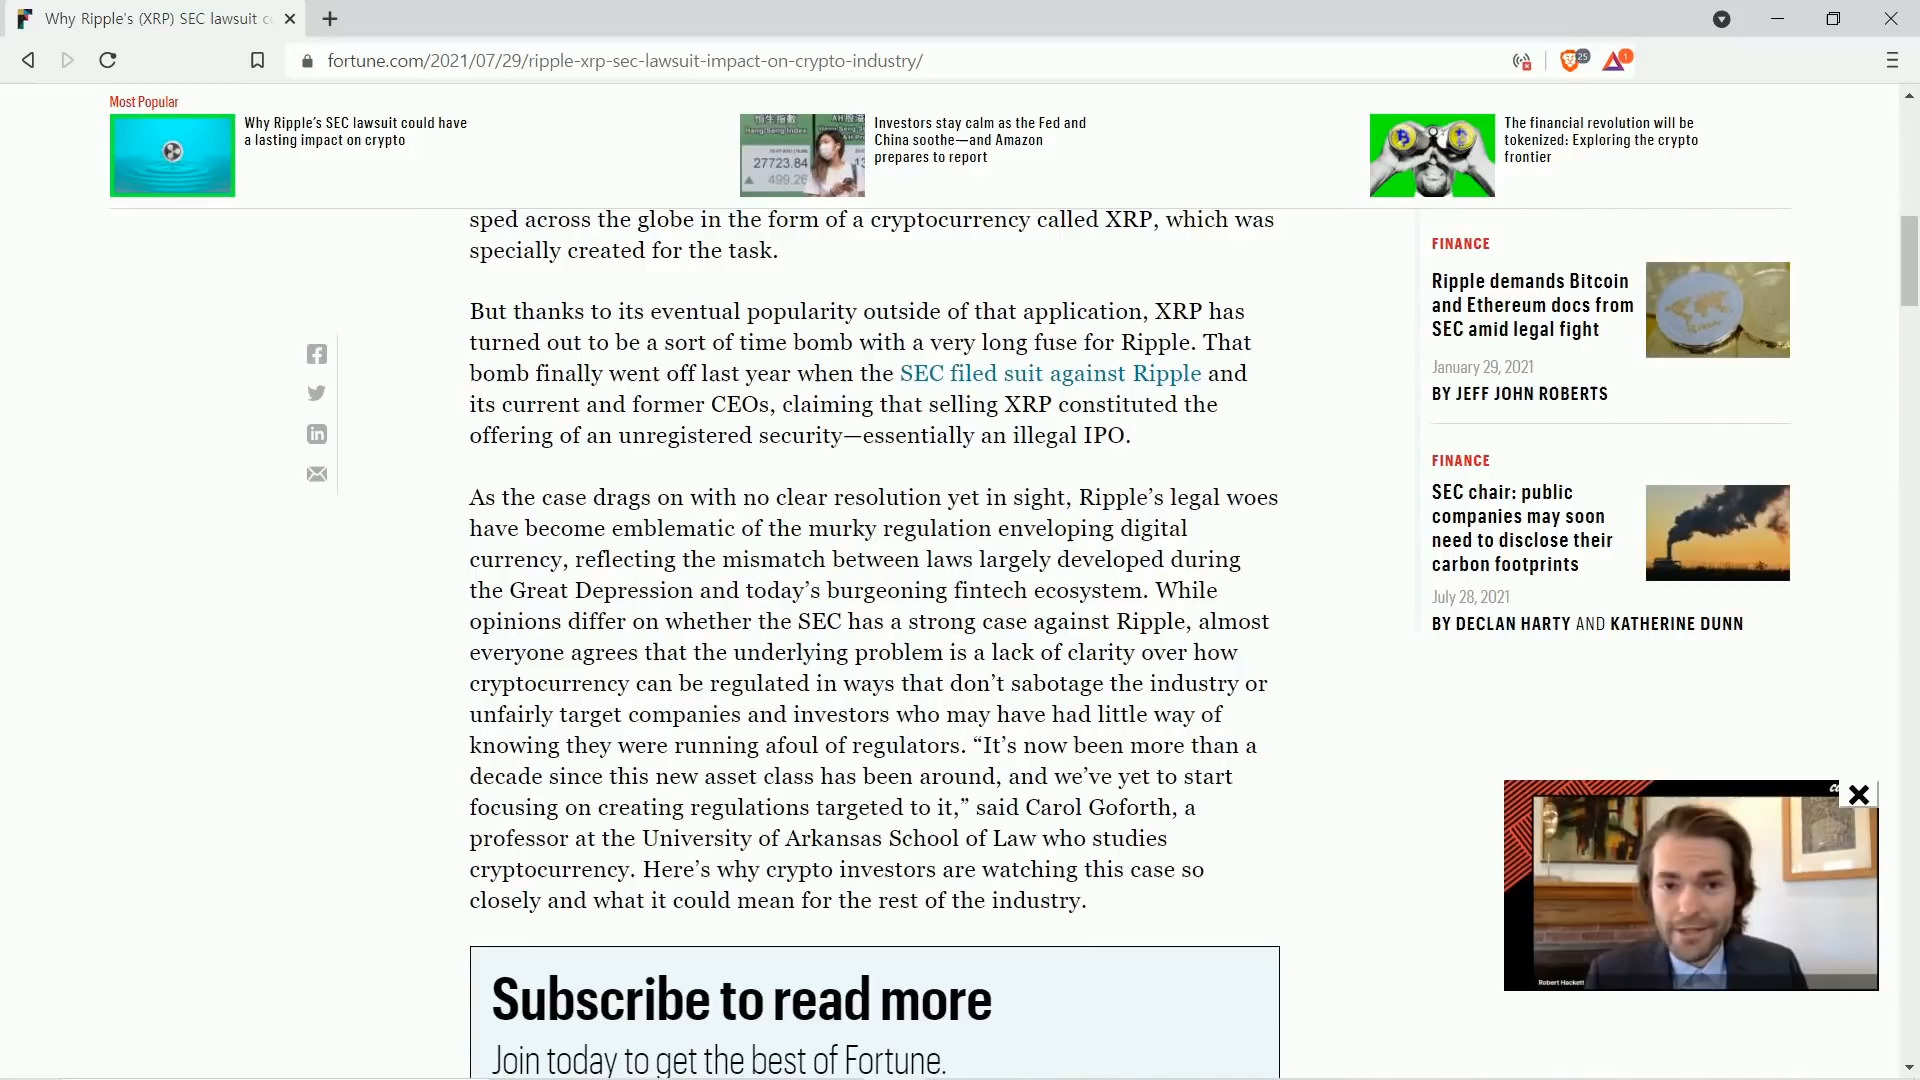 Why Ripple's (XRP) SEC lawsuit c
fortune.com/2021/07/29/ripple-xrp-sec-lawsuit-impact-on-crypto-industry/
25
1
Most Popular
Why Ripple's SEC lawsuit could have
a lasting impact on crypto
恒生指數
Hang Seng Index
27723.84
499.26
Investors stay calm as the Fed and
China soothe—and Amazon
prepares to report
The financial revolution will be
tokenized: Exploring the crypto
frontier
sped across the globe in the form of a cryptocurrency called XRP, which was
specially created for the task.
But thanks to its eventual popularity outside of that application, XRP has
turned out to be a sort of time bomb with a very long fuse for Ripple. That
bomb finally went off last year when the SEC filed suit against Ripple and
its current and former CEOs, claiming that selling XRP constituted the
offering of an unregistered security—essentially an illegal IPO.
As the case drags on with no clear resolution yet in sight, Ripple's legal woes
have become emblematic of the murky regulation enveloping digital
currency, reflecting the mismatch between laws largely developed during
the Great Depression and today's burgeoning fintech ecosystem. While
opinions differ on whether the SEC has a strong case against Ripple, almost
everyone agrees that the underlying problem is a lack of clarity over how
cryptocurrency can be regulated in ways that don't sabotage the industry or
unfairly target companies and investors who may have had little way of
knowing they were running afoul of regulators. “It's now been more than a
decade since this new asset class has been around, and we've yet to start
focusing on creating regulations targeted to it,” said Carol Goforth, a
professor at the University of Arkansas School of Law who studies
cryptocurrency. Here's why crypto investors are watching this case so
closely and what it could mean for the rest of the industry.
Subscribe to read more
Join today to get the best of Fortune.
FINANCE
Ripple demands Bitcoin
and Ethereum docs from
SEC amid legal fight
January 29, 2021
BY JEFF JOHN ROBERTS
FINANCE
SEC chair: public
companies may soon
need to disclose their
carbon footprints
July 28, 2021
BY DECLAN HARTY AND KATHERINE DUNN
Robert Hackett